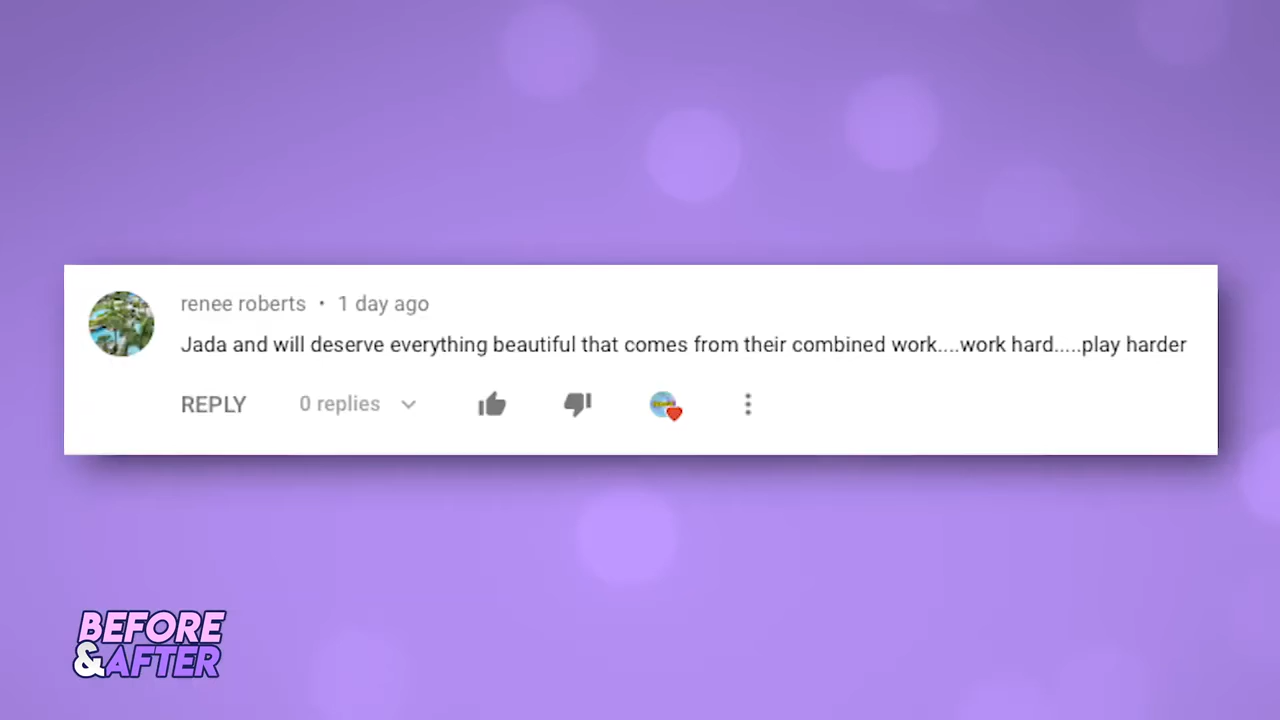 renee roberts • 1 day ago
Jada and will deserve everything beautiful that comes from their combined work....work hard.....play harder
REPLY 0 replies
BEFORE
&AFTER